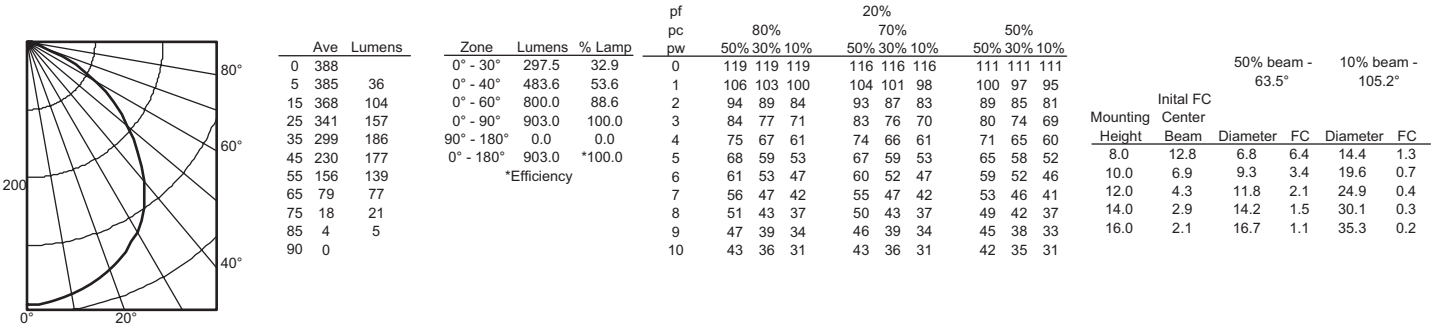 80°
60°
40°
200
0° 20°
Ave Lumens
0 388
5 385 36
15 368 104
25 341 157
35 299 186
45 230 177
55 156 139
65 79 77
75 18 21
85 4 5
90 0
Zone Lumens % Lamp
0° - 30° 297.5 32.9
0° - 40° 483.6 53.6
0° - 60° 800.0 88.6
0° - 90° 903.0 100.0
90° - 180° 0.0 0.0
0° - 180° 903.0 *100.0
*Efficiency
pf 20%
pc 80% 70% 50%
pw 50% 30% 10% 50% 30% 10% 50% 30% 10%
0 119 119 119 116 116 116 111 111 111
1 106 103 100 104 101 98 100 97 95
2 94 89 84 93 87 83 89 85 81
3 84 77 71 83 76 70 80 74 69
4 75 67 61 74 66 61 71 65 60
5 68 59 53 67 59 53 65 58 52
6 61 53 47 60 52 47 59 52 46
7 56 47 42 55 47 42 53 46 41
8 51 43 37 50 43 37 49 42 37
9 47 39 34 46 39 34 45 38 33
10 43 36 31 43 36 31 42 35 31
50% beam - 10% beam -
63.5° 105.2°
Inital FC
Mounting Center
Height Beam Diameter FC Diameter FC
8.0 12.8 6.8 6.4 14.4 1.3
10.0 6.9 9.3 3.4 19.6 0.7
12.0 4.3 11.8 2.1 24.9 0.4
14.0 2.9 14.2 1.5 30.1 0.3
16.0 2.1 16.7 1.1 35.3 0.2